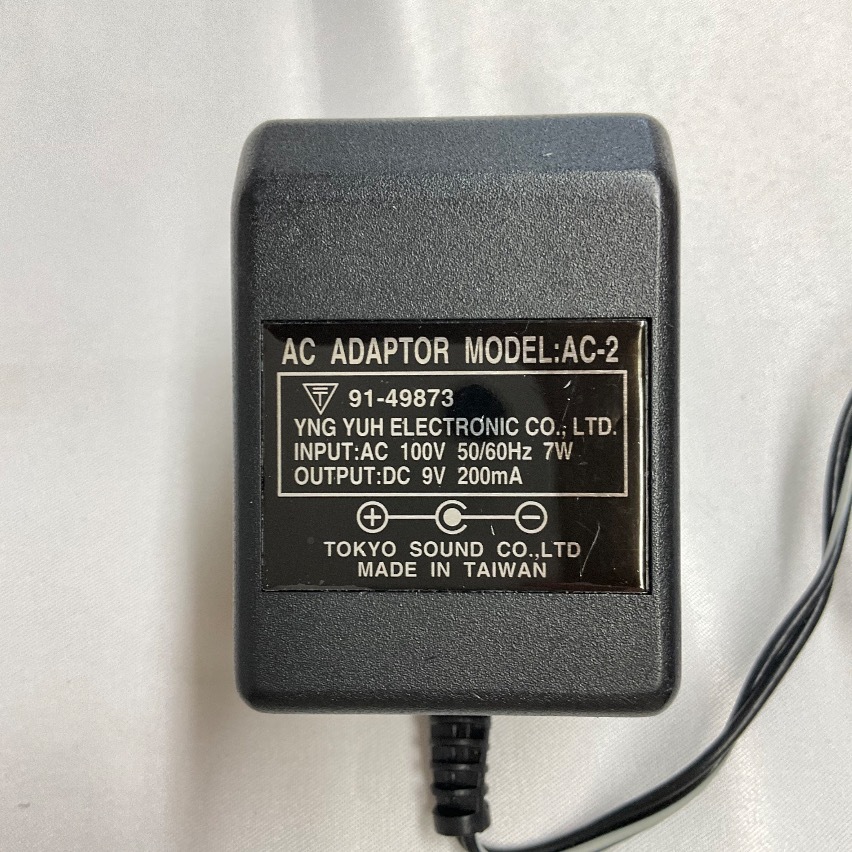 AC ADAPTOR MODEL:AC-2
91-49873
YNG YUH ELECTRONIC CO., LTD.
INPUT:AC 100V 50/60Hz 7W
OUTPUT:DC 9V 200mA
TOKYO SOUND CO.,LTD
MADE IN TAIWAN